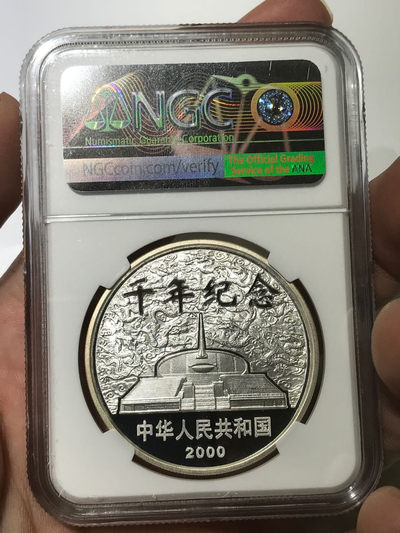 NGC
Numismatic Guaranty Corporation
NGCcoin.com/verify
The Official Grading
Service of the ANA
千年纪念
中华人民共和国
2000